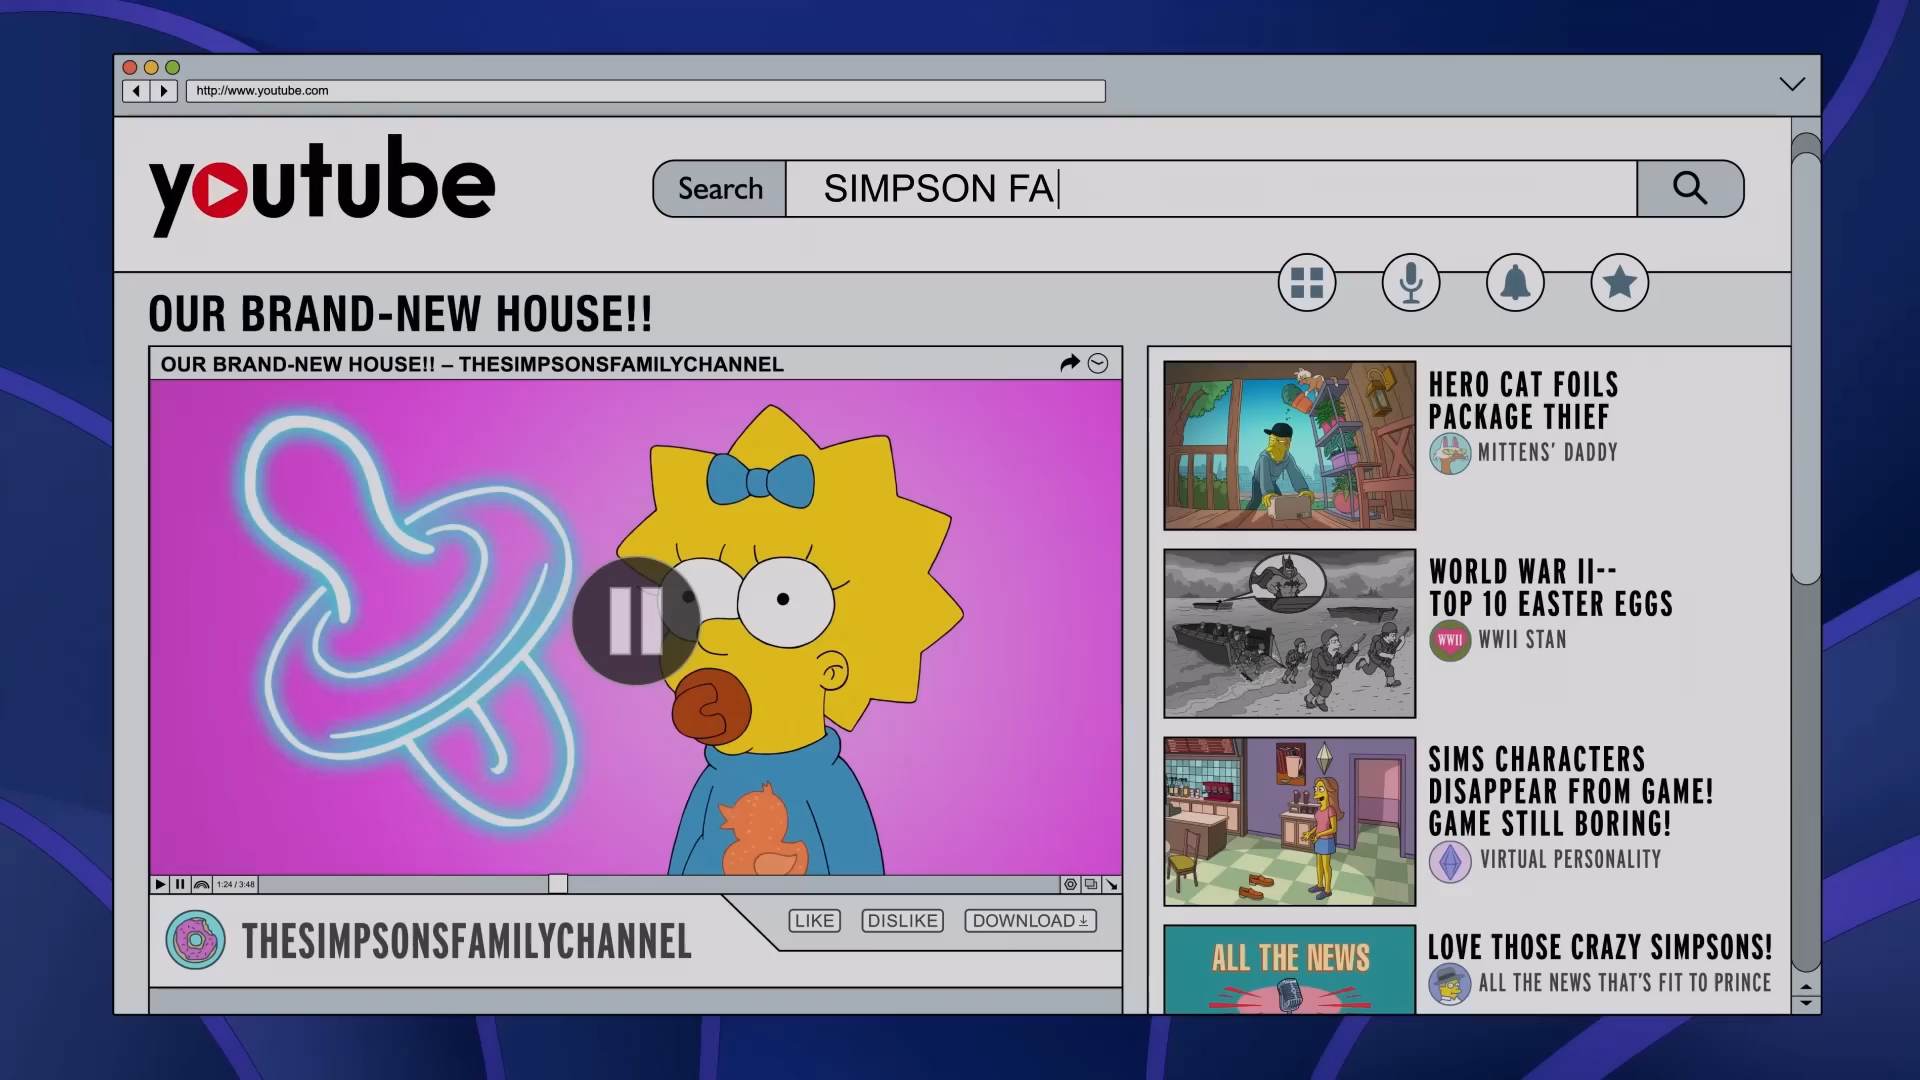 http://www.youtube.com
youtube
Search
SIMPSON FA
OUR BRAND-NEW HOUSE!!
OUR BRAND-NEW HOUSE!! – THESIMPSONSFAMILYCHANNEL
1:24 / 3:48
THESIMPSONSFAMILYCHANNEL
LIKE
DISLIKE
DOWNLOAD
HERO CAT FOILS
PACKAGE THIEF
MITTENS' DADDY
WORLD WAR II--
TOP 10 EASTER EGGS
WWII
WWII STAN
SIMS CHARACTERS
DISAPPEAR FROM GAME!
GAME STILL BORING!
VIRTUAL PERSONALITY
ALL THE NEWS
LOVE THOSE CRAZY SIMPSONS!
ALL THE NEWS THAT'S FIT TO PRINCE